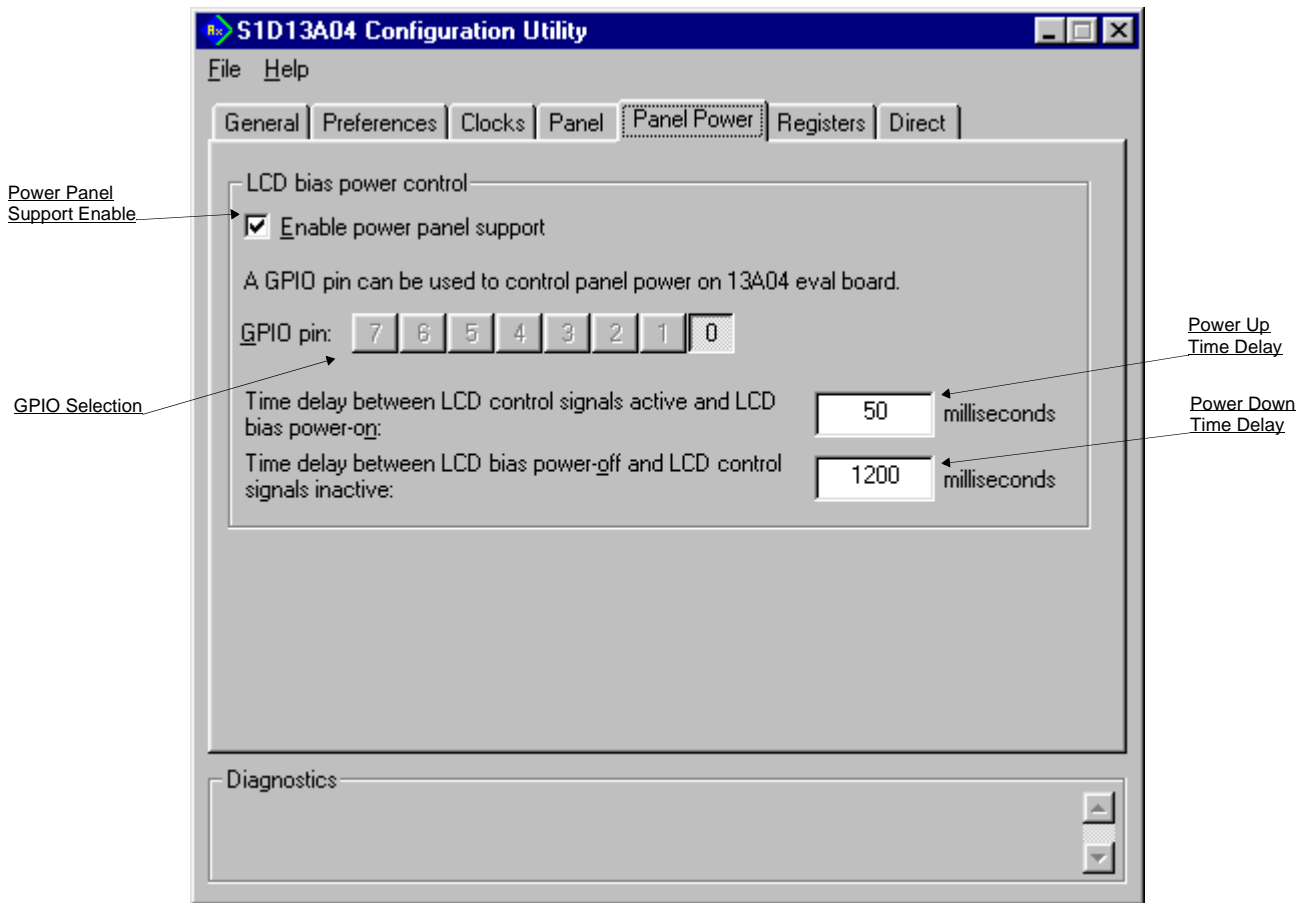 S1D13A04 Configuration Utility
File Help
General Preferences Clocks Panel Panel Power Registers Direct
Power Panel
Support Enable
LCD bias power control
Enable power panel support
A GPIO pin can be used to control panel power on 13A04 eval board.
GPIO pin: 7 6 5 4 3 2 1 0
GPIO Selection
Power Up
Time Delay
Time delay between LCD control signals active and LCD
bias power-on:
50 milliseconds
Power Down
Time Delay
Time delay between LCD bias power-off and LCD control
signals inactive:
1200 milliseconds
Diagnostics